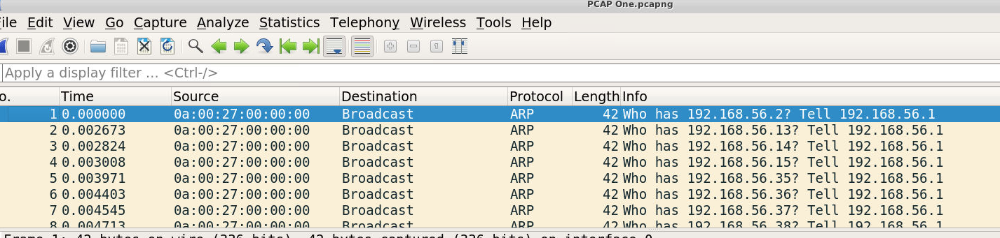 PCAP One.pcapng
File Edit View Go Capture Analyze Statistics Telephony Wireless Tools Help
Apply a display filter … <Ctrl-/>
o. Time Source Destination Protocol Length Info
1 0.000000 0a:00:27:00:00:00 Broadcast ARP 42 Who has 192.168.56.2? Tell 192.168.56.1
2 0.002673 0a:00:27:00:00:00 Broadcast ARP 42 Who has 192.168.56.13? Tell 192.168.56.1
3 0.002824 0a:00:27:00:00:00 Broadcast ARP 42 Who has 192.168.56.14? Tell 192.168.56.1
4 0.003008 0a:00:27:00:00:00 Broadcast ARP 42 Who has 192.168.56.15? Tell 192.168.56.1
5 0.003971 0a:00:27:00:00:00 Broadcast ARP 42 Who has 192.168.56.35? Tell 192.168.56.1
6 0.004403 0a:00:27:00:00:00 Broadcast ARP 42 Who has 192.168.56.36? Tell 192.168.56.1
7 0.004545 0a:00:27:00:00:00 Broadcast ARP 42 Who has 192.168.56.37? Tell 192.168.56.1
8 0.004713 0a:00:27:00:00:00 Broadcast ARP 42 Who has 192.168.56.38? Tell 192.168.56.1
Frame 1: 42 bytes on wire (336 bits), 42 bytes captured (336 bits) on interface 0